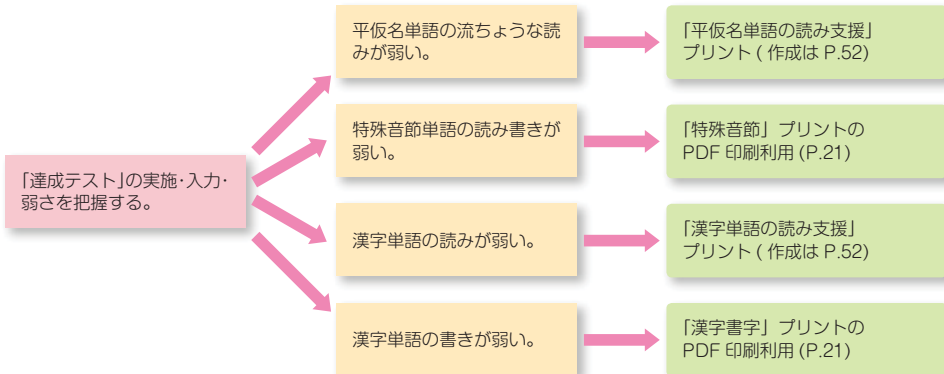 「達成テスト」の実施・入力・
弱さを把握する。
平仮名単語の流ちょうな読
みが弱い。
「平仮名単語の読み支援」
プリント ( 作成は P.52)
特殊音節単語の読み書きが
弱い。
「特殊音節」プリントの
PDF 印刷利用 (P.21)
漢字単語の読みが弱い。
「漢字単語の読み支援」
プリント ( 作成は P.52)
漢字単語の書きが弱い。
「漢字書字」プリントの
PDF 印刷利用 (P.21)